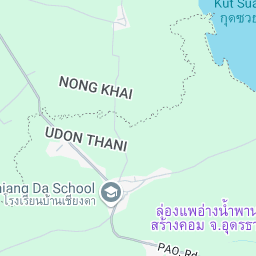 Kut Sua
กุดซวย
NONG KHAI
UDON THANI
iang Da School
โรงเรียนบ้านเชียงดา
ล่องแพอ่างน้ำพาน
สร้างคอม จ.อุดรธา
PAO. Rd